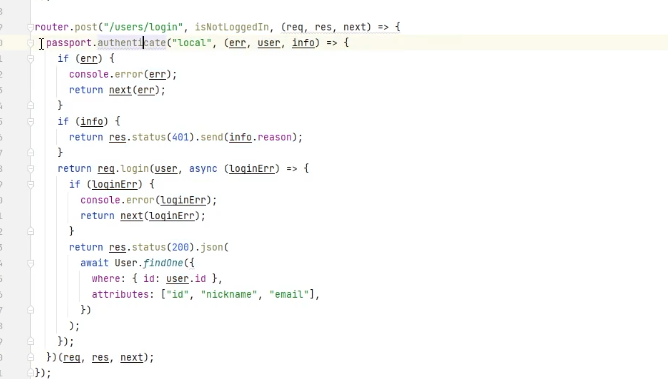 router.post("/users/login", isNotLoggedIn, (req, res, next) => {
  passport.authenticate("local", (err, user, info) => {
    if (err) {
      console.error(err);
      return next(err);
    }
    if (info) {
      return res.status(401).send(info.reason);
    }
    return req.login(user, async (loginErr) => {
      if (loginErr) {
        console.error(loginErr);
        return next(loginErr);
      }
      return res.status(200).json(
        await User.findOne({
          where: { id: user.id },
          attributes: ["id", "nickname", "email"],
        })
      );
    });
  })(req, res, next);
});